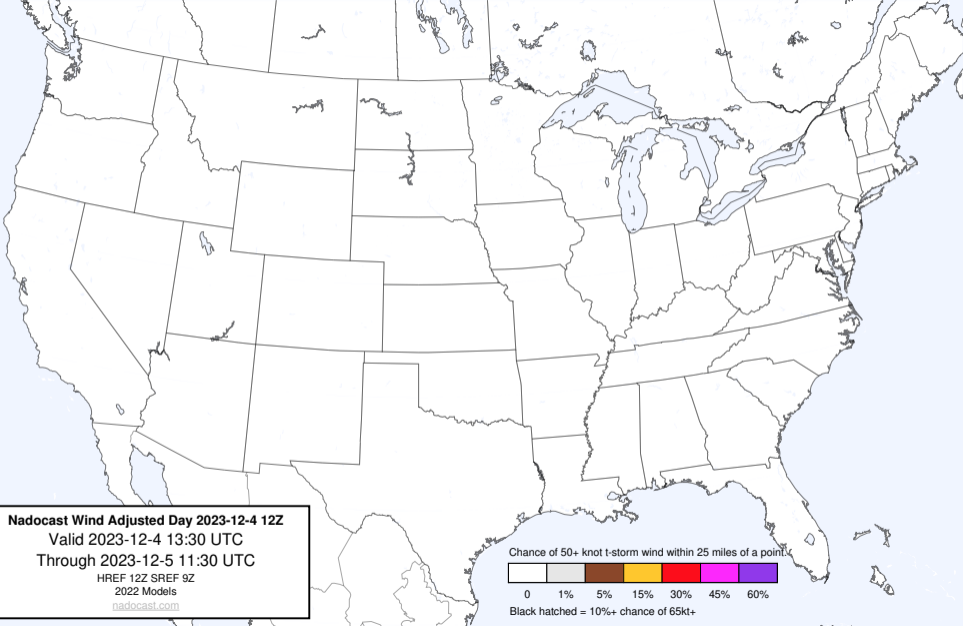 Nadocast Wind Adjusted Day 2023-12-4 12Z
Valid 2023-12-4 13:30 UTC
Through 2023-12-5 11:30 UTC
HREF 12Z SREF 9Z
2022 Models
nadocast.com
Chance of 50+ knot t-storm wind within 25 miles of a point.
0 1% 5% 15% 30% 45% 60%
Black hatched = 10%+ chance of 65kt+